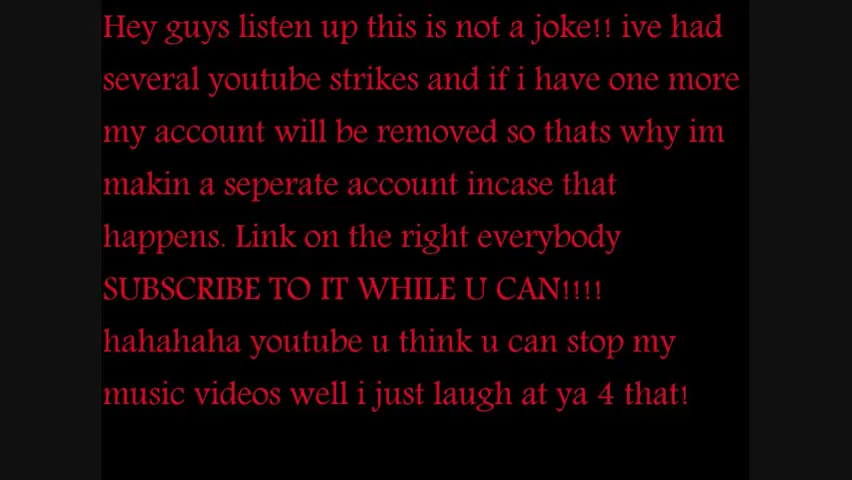 Hey guys listen up this is not a joke!! ive had
several youtube strikes and if i have one more
my account will be removed so thats why im
makin a seperate account incase that
happens. Link on the right everybody
SUBSCRIBE TO IT WHILE U CAN!!!!
hahahaha youtube u think u can stop my
music videos well i just laugh at ya 4 that!